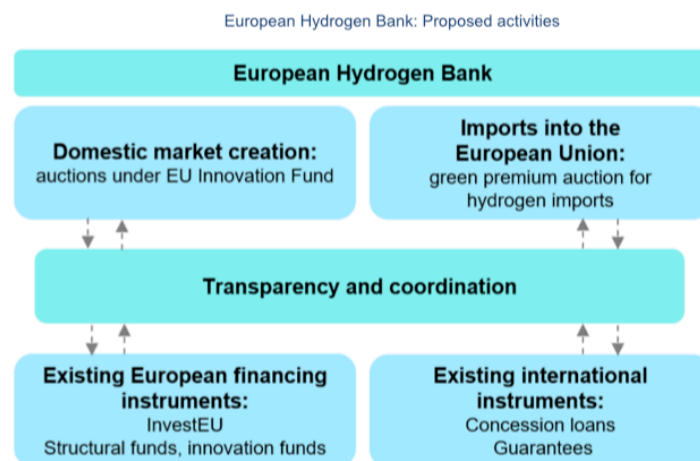 European Hydrogen Bank: Proposed activities
European Hydrogen Bank
Domestic market creation:
auctions under EU Innovation Fund
Imports into the
European Union:
green premium auction for
hydrogen imports
Transparency and coordination
Existing European financing
instruments:
InvestEU
Structural funds, innovation funds
Existing international
instruments:
Concession loans
Guarantees